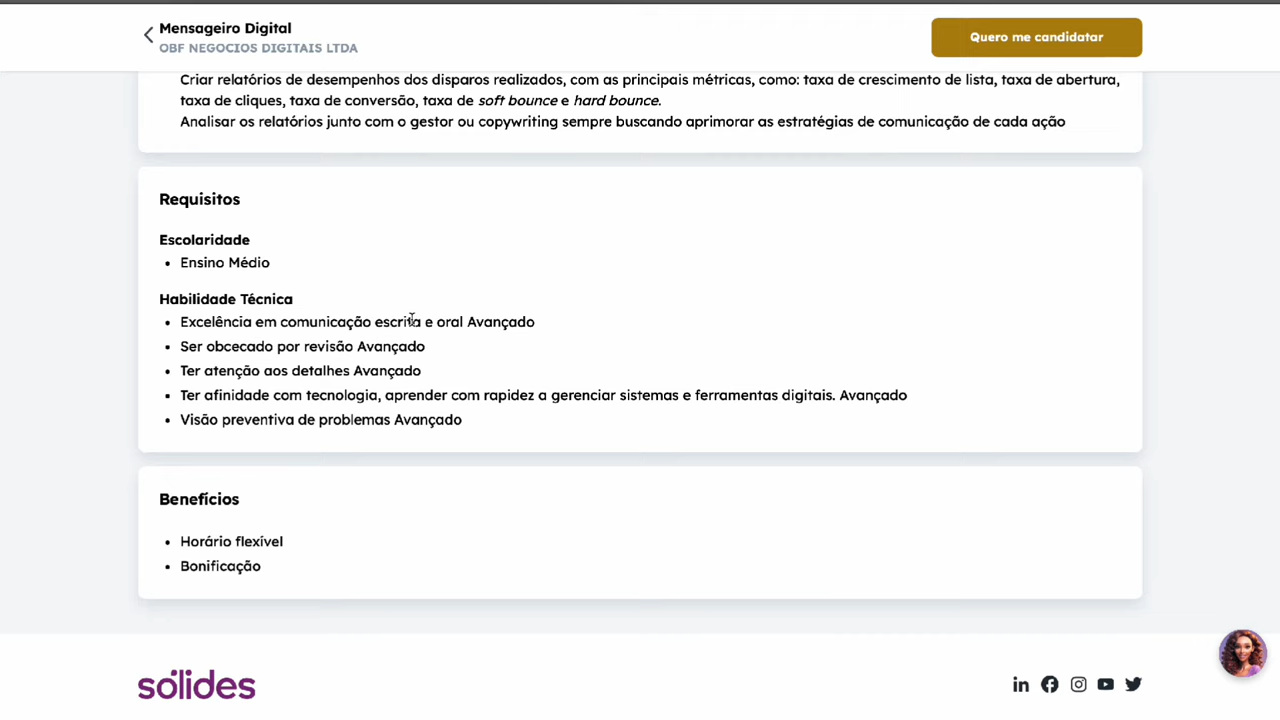 Mensageiro Digital
OBF NEGOCIOS DIGITAIS LTDA
Quero me candidatar
Criar relatórios de desempenhos dos disparos realizados, com as principais métricas, como: taxa de crescimento de lista, taxa de abertura,
taxa de cliques, taxa de conversão, taxa de soft bounce e hard bounce.
Analisar os relatórios junto com o gestor ou copywriting sempre buscando aprimorar as estratégias de comunicação de cada ação
Requisitos
Escolaridade
• Ensino Médio
Habilidade Técnica
• Excelência em comunicação escrita e oral Avançado
• Ser obcecado por revisão Avançado
• Ter atenção aos detalhes Avançado
• Ter afinidade com tecnologia, aprender com rapidez a gerenciar sistemas e ferramentas digitais. Avançado
• Visão preventiva de problemas Avançado
Benefícios
• Horário flexível
• Bonificação
sólides